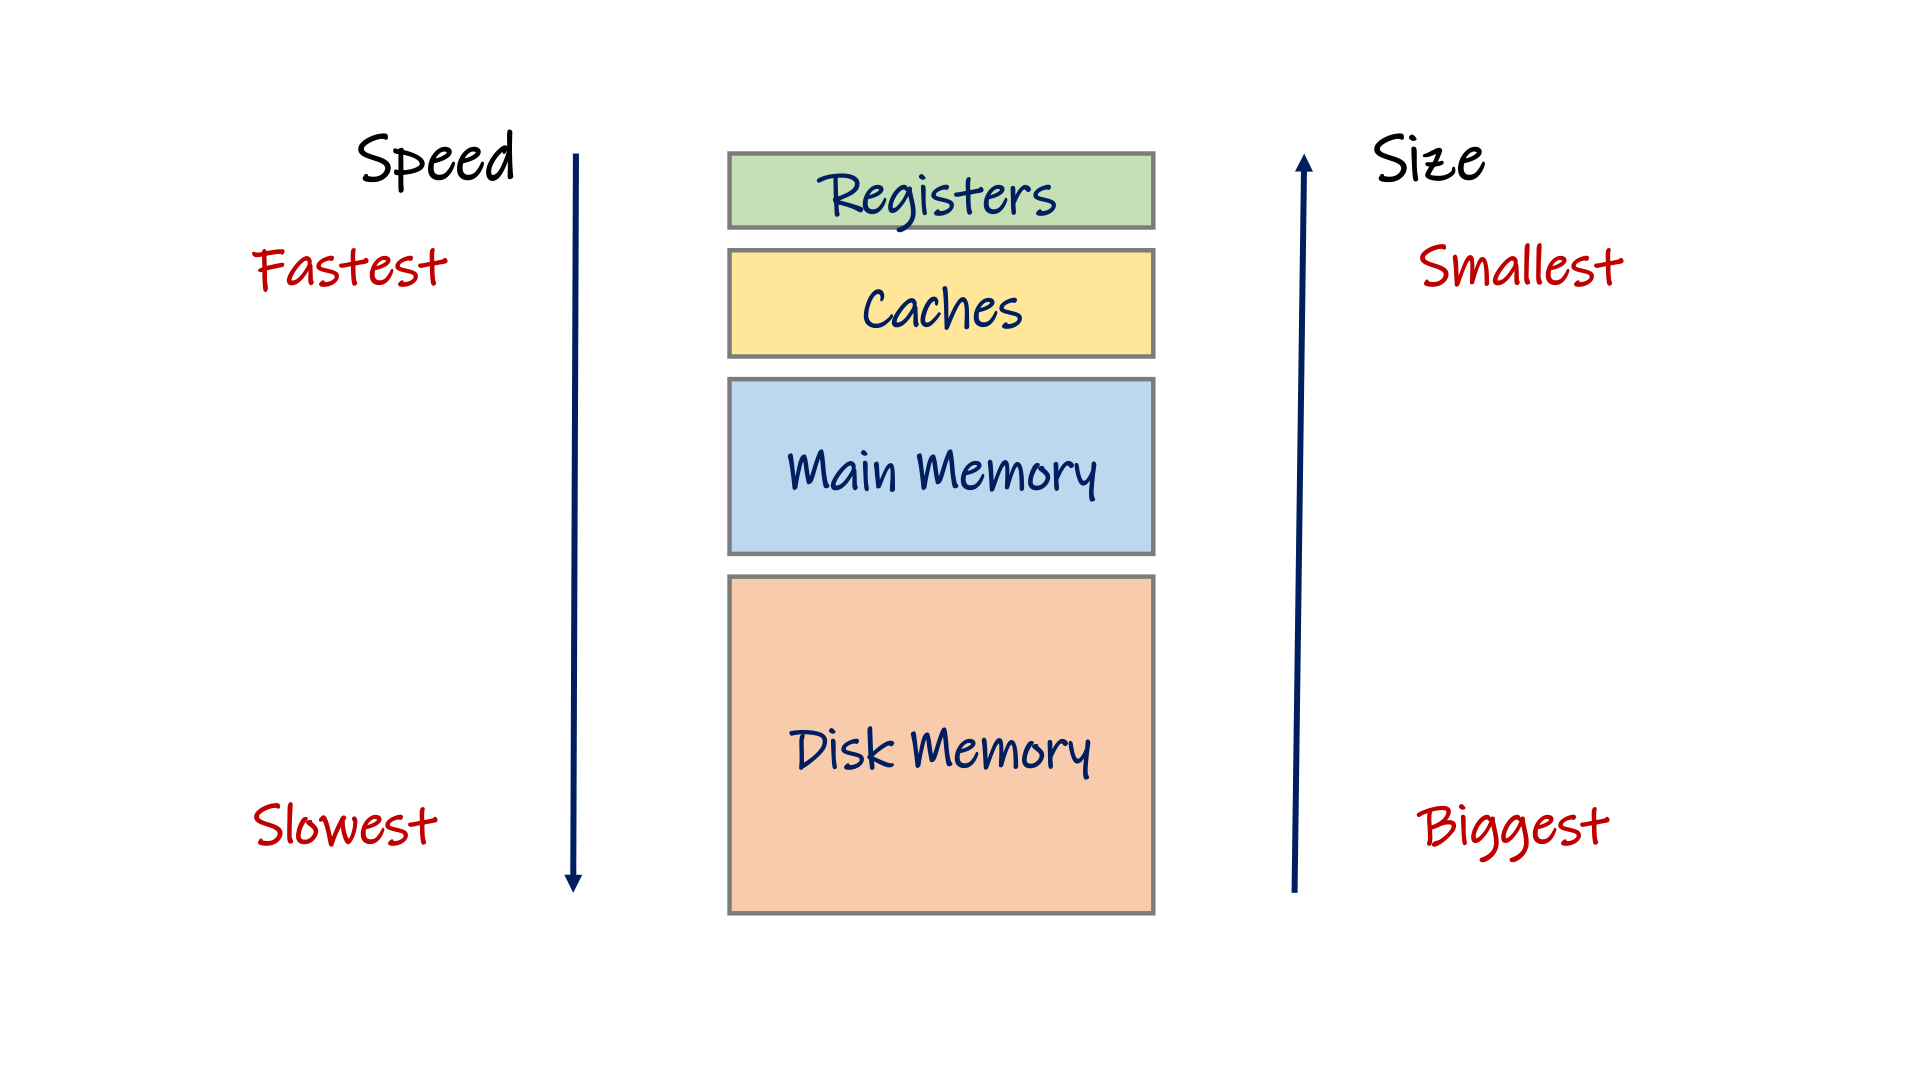 Speed
Size
Registers
Fastest
Smallest
Caches
Main Memory
Disk Memory
Slowest
Biggest